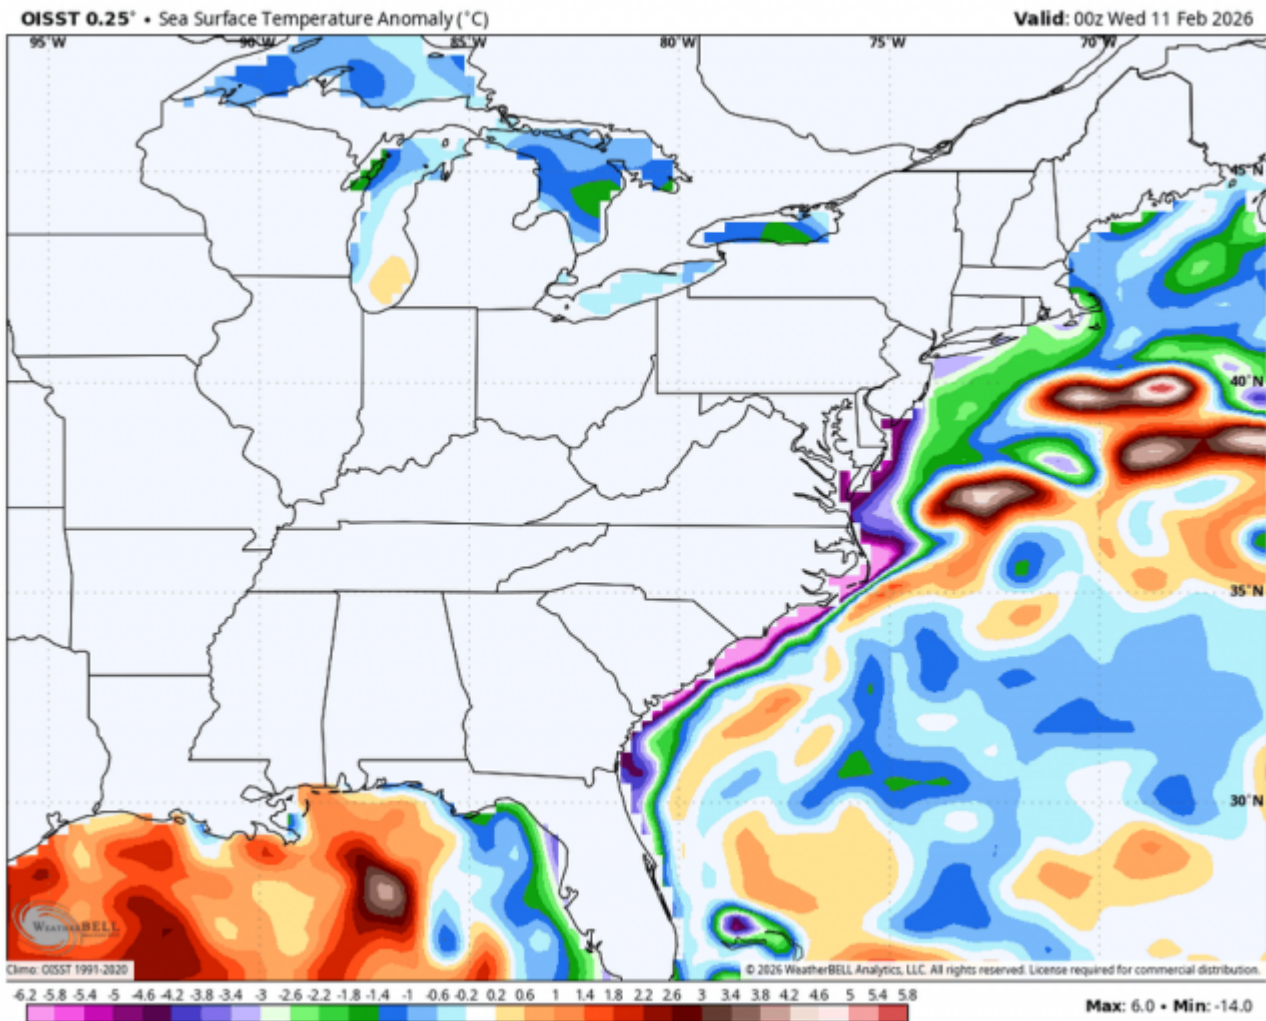 OISST 0.25° • Sea Surface Temperature Anomaly (°C)
Valid: 00z Wed 11 Feb 2026
95°W 90°W 85°W 80°W 75°W 70°W
45°N
40°N
35°N
30°N
WEATHERBELL
Climo: OISST 1991-2020
© 2026 WeatherBELL Analytics, LLC. All rights reserved. License required for commercial distribution.
-6.2 -5.8 -5.4 -5 -4.6 -4.2 -3.8 -3.4 -3 -2.6 -2.2 -1.8 -1.4 -1 -0.6 -0.2 0.2 0.6 1 1.4 1.8 2.2 2.6 3 3.4 3.8 4.2 4.6 5 5.4 5.8
Max: 6.0 • Min: -14.0